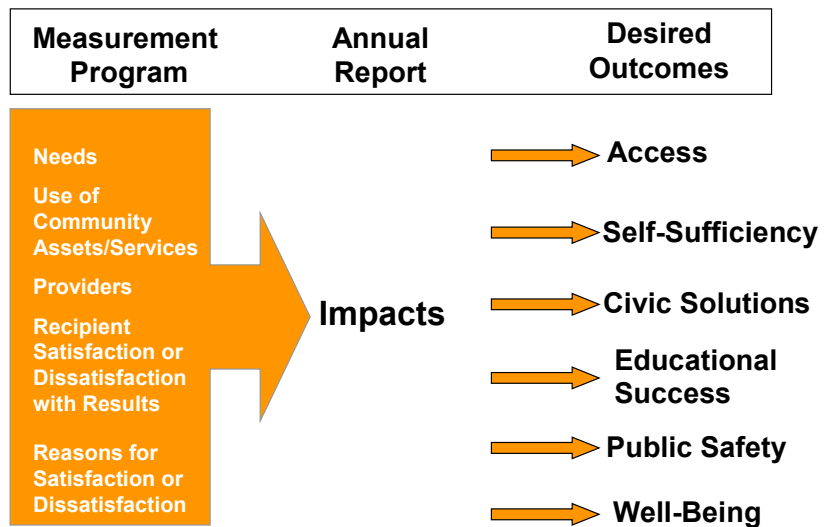 Measurement
Program
Annual
Report
Desired
Outcomes
Needs
Use of
Community
Assets/Services
Providers
Recipient
Satisfaction or
Dissatisfaction
with Results
Reasons for
Satisfaction or
Dissatisfaction
Impacts
Access
Self-Sufficiency
Civic Solutions
Educational
Success
Public Safety
Well-Being